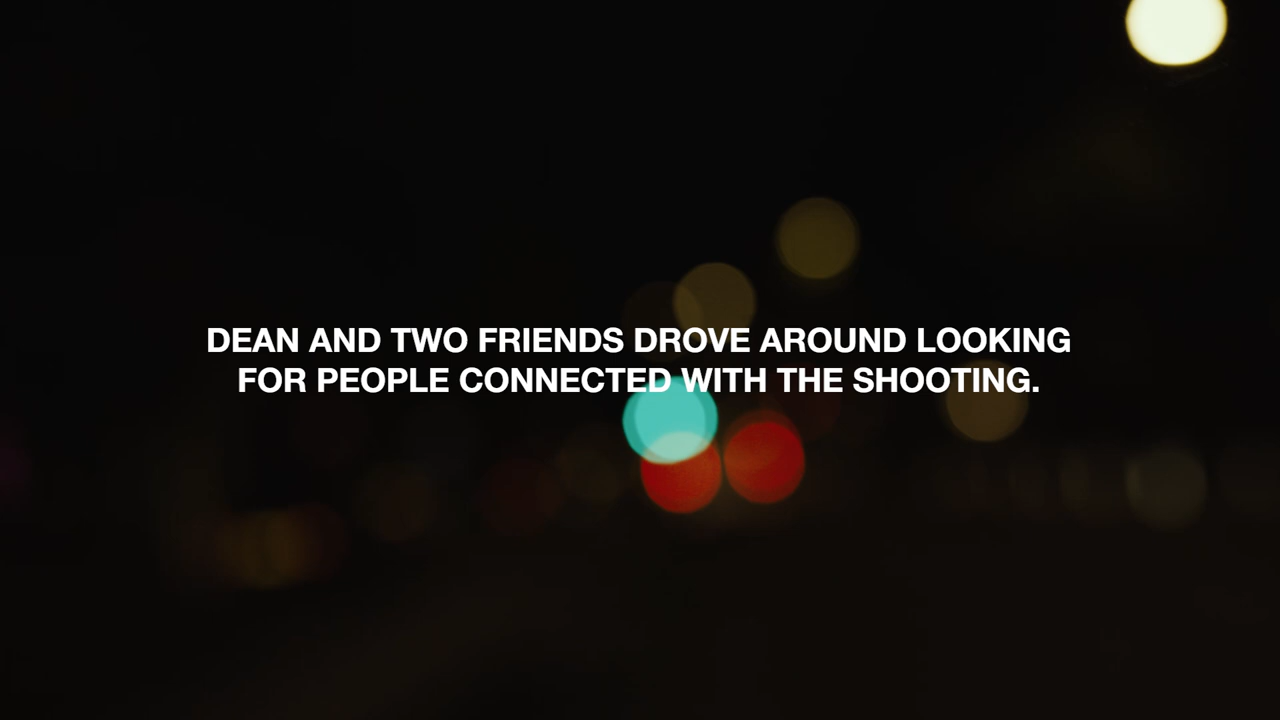 DEAN AND TWO FRIENDS DROVE AROUND LOOKING
FOR PEOPLE CONNECTED WITH THE SHOOTING.